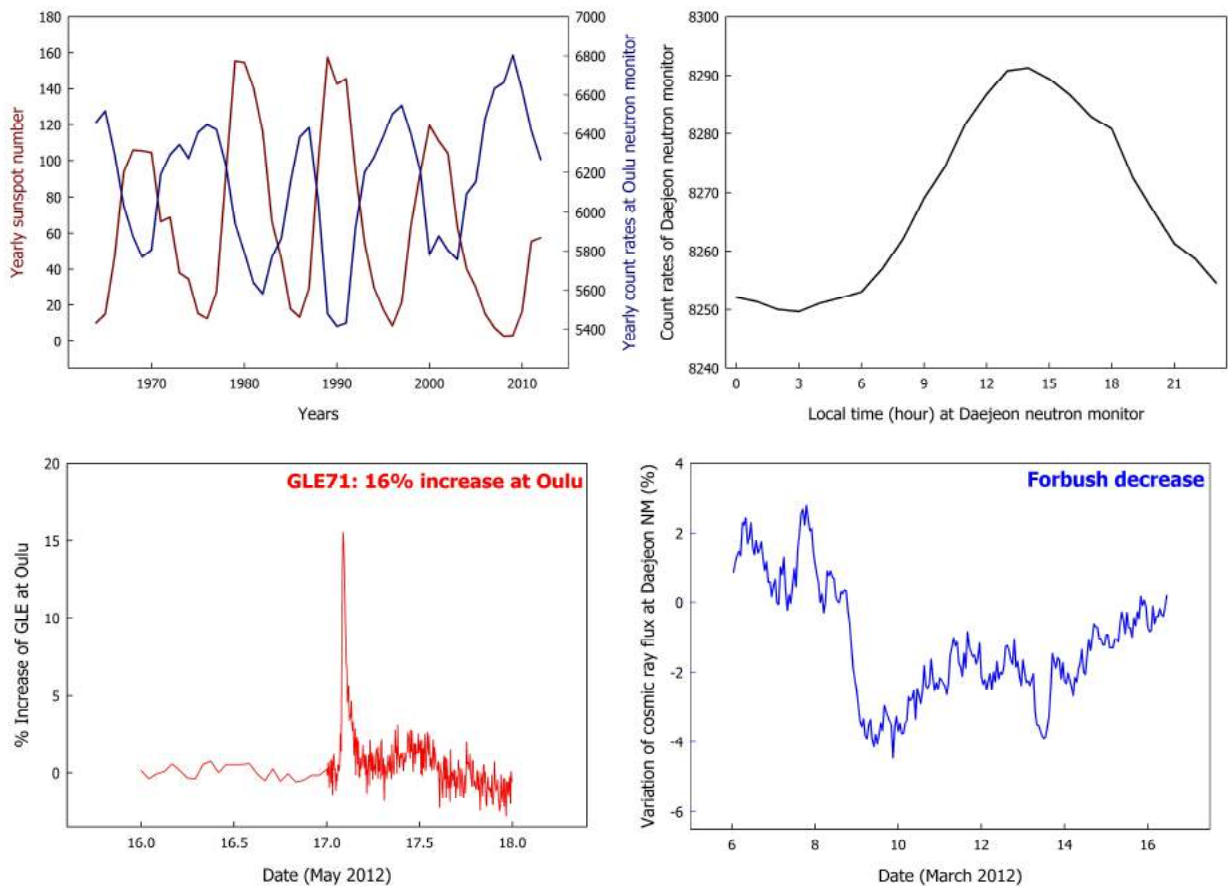 180
160
140
120
100
80
60
40
20
0
Yearly sunspot number
7000
6800
6600
6400
6200
6000
5800
5600
5400
Yearly count rates at Oulu neutron monitor
1970 1980 1990 2000 2010
Years
8300
8290
8280
8270
8260
8250
8240
Count rates of Daejeon neutron monitor
0 3 6 9 12 15 18 21
Local time (hour) at Daejeon neutron monitor
GLE71: 16% increase at Oulu
20
15
10
5
0
% Increase of GLE at Oulu
16.0 16.5 17.0 17.5 18.0
Date (May 2012)
Forbush decrease
4
2
0
-2
-4
-6
Variation of cosmic ray flux at Daejeon NM (%)
6 8 10 12 14 16
Date (March 2012)